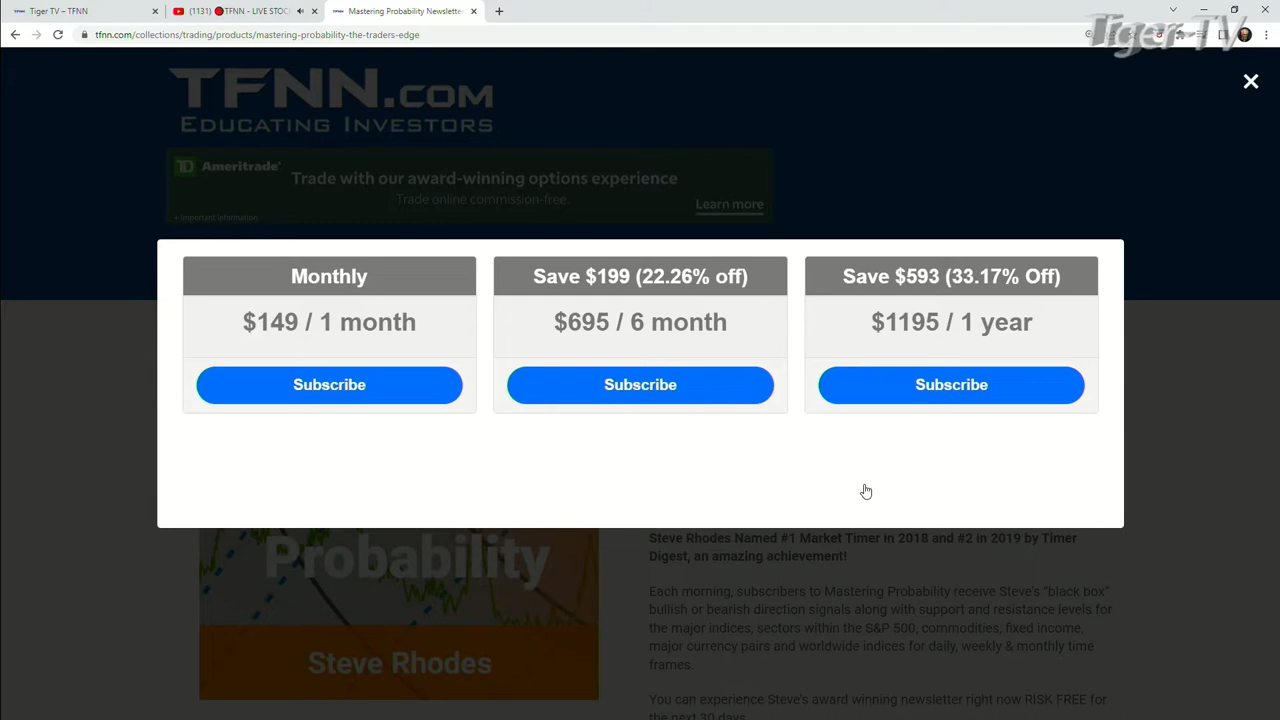 Tiger TV – TFNN
(1131) 🔴TFNN - LIVE STOC
Mastering Probability Newslette
tfnn.com/collections/trading/products/mastering-probability-the-traders-edge
Tiger TV
TFNN.com
Educating Investors
TD Ameritrade
Trade with our award-winning options experience
Trade online commission-free.
Learn more
+ Important information.
Monthly
$149 / 1 month
Subscribe
Save $199 (22.26% off)
$695 / 6 month
Subscribe
Save $593 (33.17% Off)
$1195 / 1 year
Subscribe
Probability
Steve Rhodes
Steve Rhodes Named #1 Market Timer in 2018 and #2 in 2019 by Timer
Digest, an amazing achievement!
Each morning, subscribers to Mastering Probability receive Steve's "black box"
bullish or bearish direction signals along with support and resistance levels for
the major indices, sectors within the S&P 500, commodities, fixed income,
major currency pairs and worldwide indices for daily, weekly & monthly time
frames.
You can experience Steve's award winning newsletter right now RISK FREE for
the next 30 days